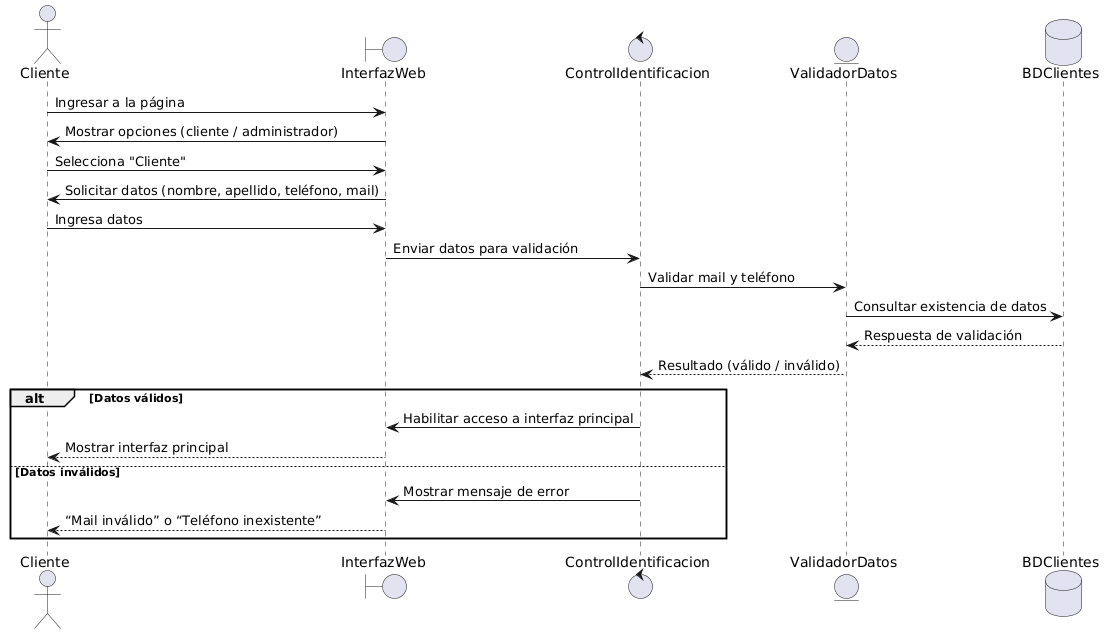 Cliente
InterfazWeb
ControlIdentificacion
ValidadorDatos
BDClientes
Ingresar a la página
Mostrar opciones (cliente / administrador)
Selecciona "Cliente"
Solicitar datos (nombre, apellido, teléfono, mail)
Ingresa datos
Enviar datos para validación
Validar mail y teléfono
Consultar existencia de datos
Respuesta de validación
Resultado (válido / inválido)
alt [Datos válidos]
Habilitar acceso a interfaz principal
Mostrar interfaz principal
[Datos inválidos]
Mostrar mensaje de error
“Mail inválido” o “Teléfono inexistente”
Cliente
InterfazWeb
ControlIdentificacion
ValidadorDatos
BDClientes